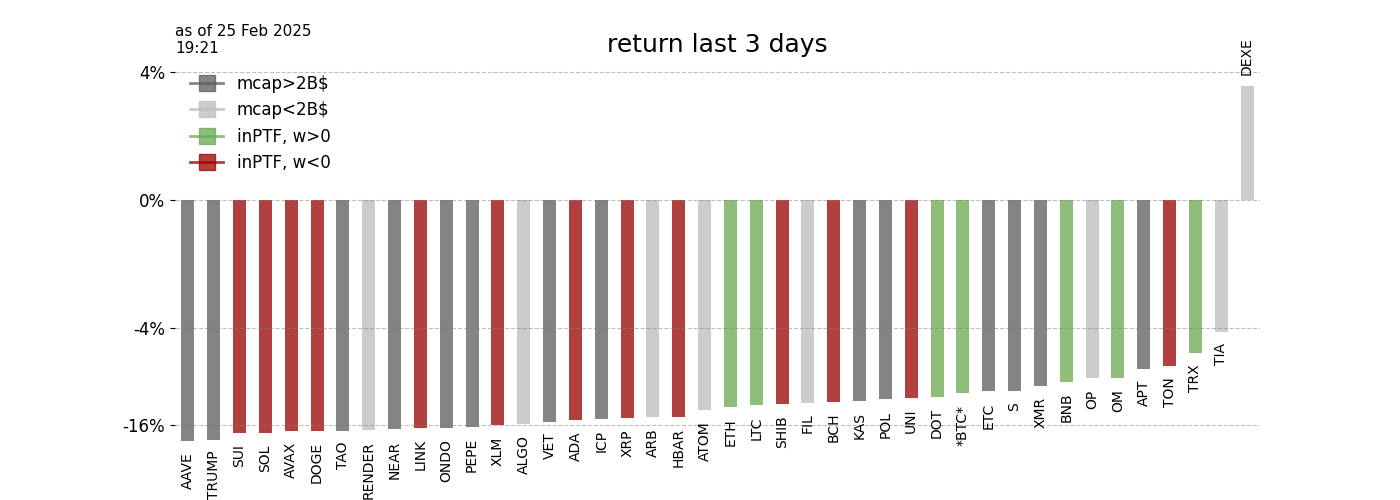 as of 25 Feb 2025
19:21
return last 3 days
4%
0%
-4%
-16%
mcap>2B$
mcap<2B$
inPTF, w>0
inPTF, w<0
AAVE
TRUMP
SUI
SOL
AVAX
DOGE
TAO
RENDER
NEAR
LINK
ONDO
PEPE
XLM
ALGO
VET
ADA
ICP
XRP
ARB
HBAR
ATOM
ETH
LTC
SHIB
FIL
BCH
KAS
POL
UNI
DOT
*BTC*
ETC
S
XMR
BNB
OP
OM
APT
TON
TRX
TIA
DEXE